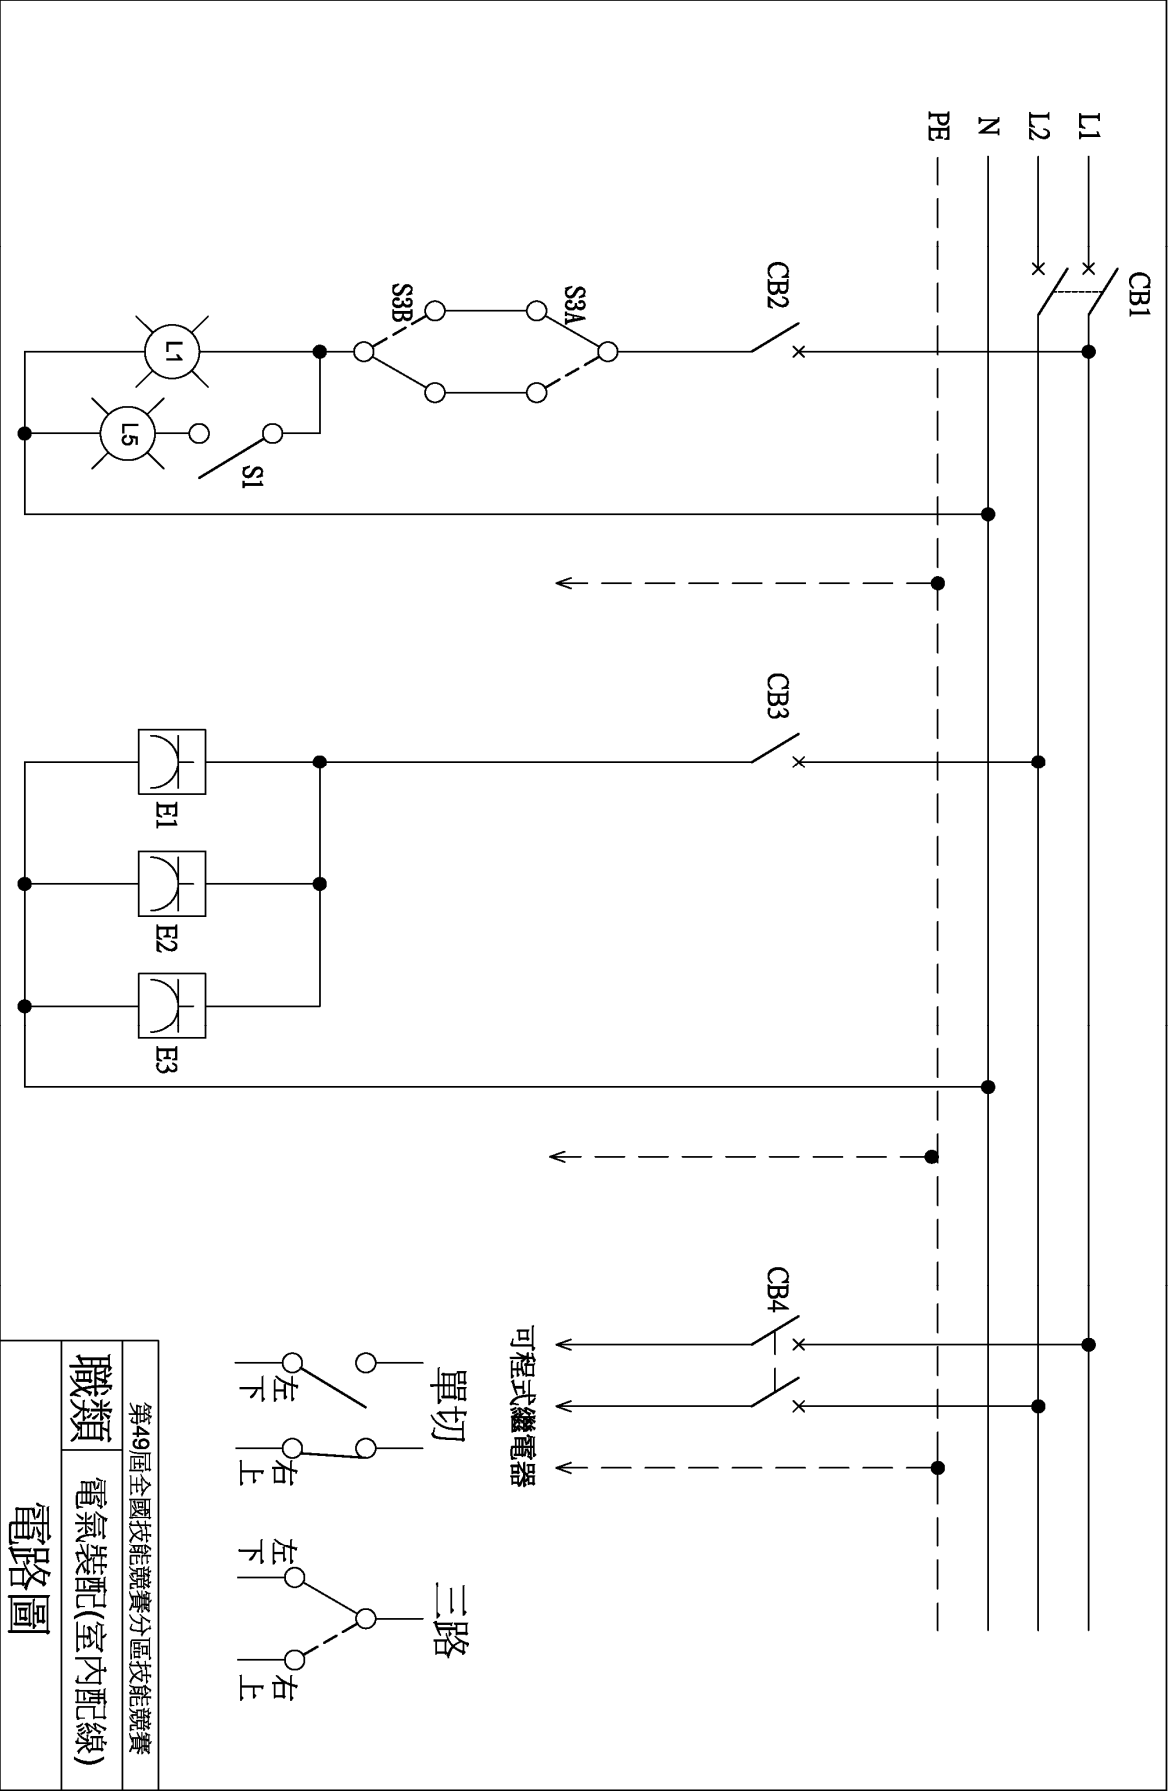 L1
L2
N
PE
CB1
CB2
CB3
CB4
S3A
S3B
S1
L1
L5
E1
E2
E3
可程式繼電器
單切
左
下
右
上
三路
左
下
右
上
第49屆全國技能競賽分區技能競賽
職類
電氣裝配(室內配線)
電路圖